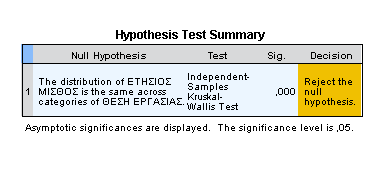 Hypothesis Test Summary
Null Hypothesis Test Sig. Decision
1 The distribution of ΕΤΗΣΙΟΣ ΜΙΣΘΟΣ is the same across categories of ΘΕΣΗ ΕΡΓΑΣΙΑΣ.
Independent-
Samples
Kruskal-
Wallis Test
,000
Reject the
null
hypothesis.
Asymptotic significances are displayed. The significance level is ,05.